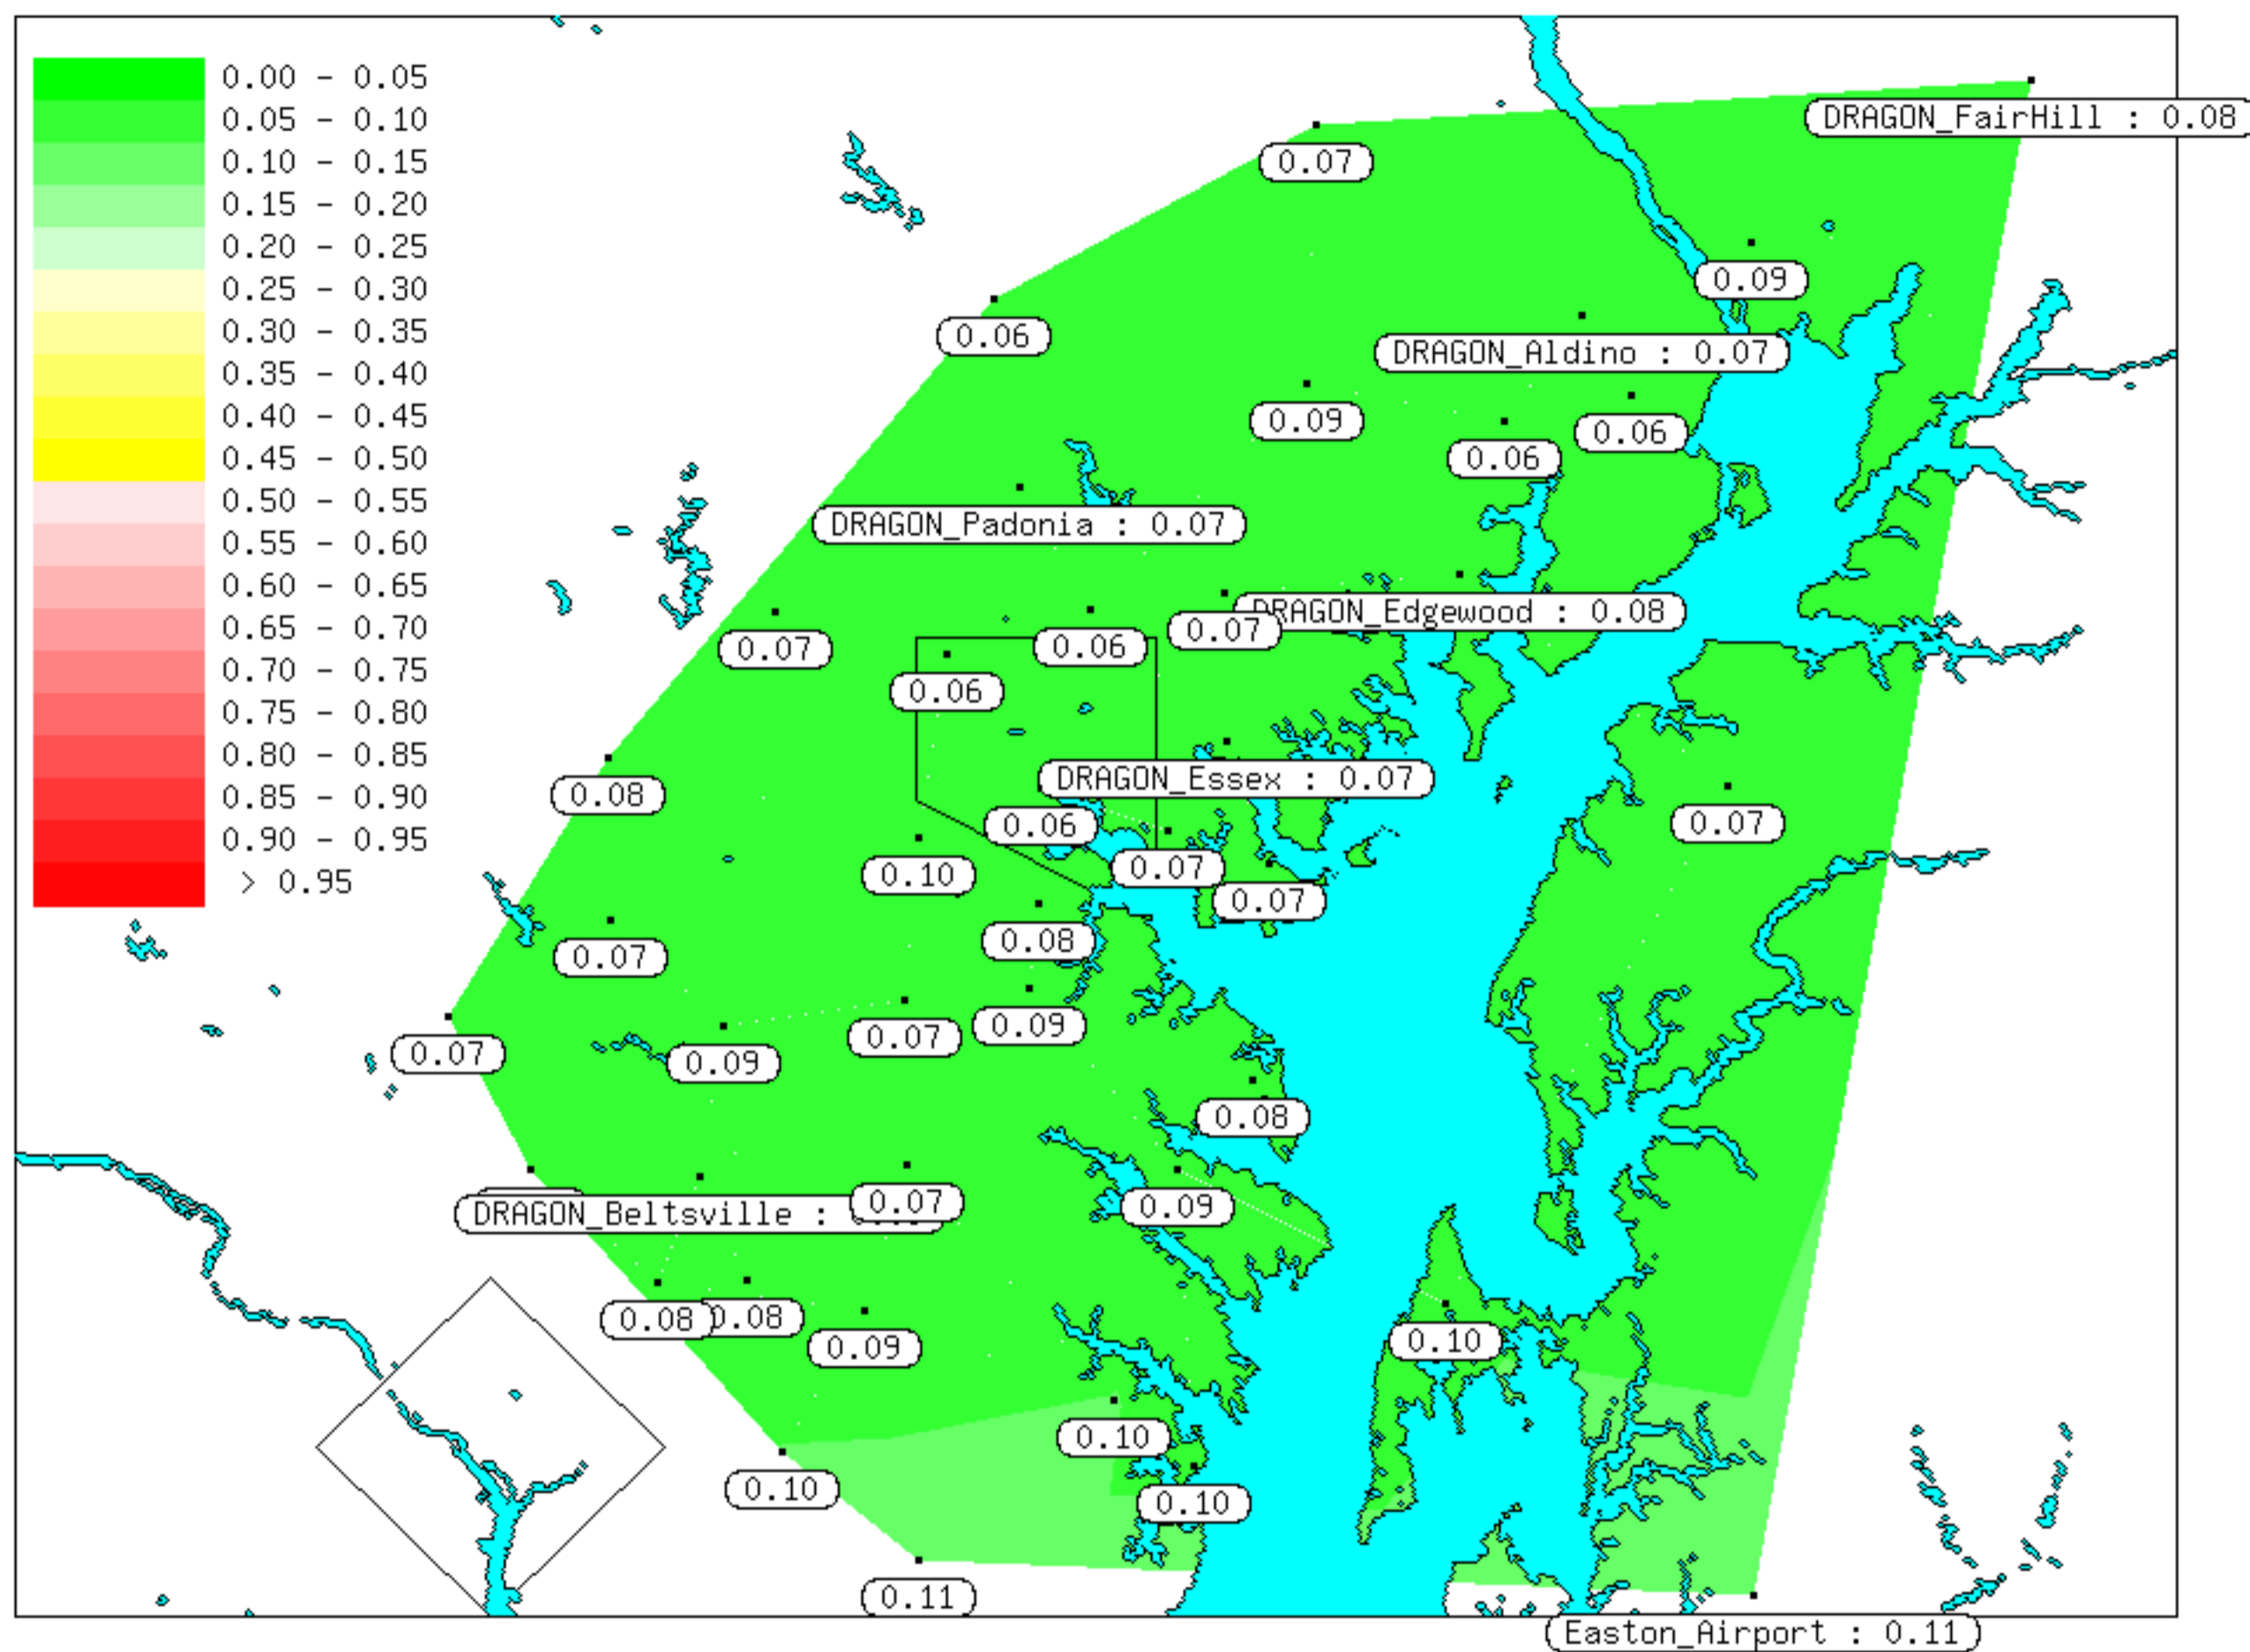 0.00 - 0.05
0.05 - 0.10
0.10 - 0.15
0.15 - 0.20
0.20 - 0.25
0.25 - 0.30
0.30 - 0.35
0.35 - 0.40
0.40 - 0.45
0.45 - 0.50
0.50 - 0.55
0.55 - 0.60
0.60 - 0.65
0.65 - 0.70
0.70 - 0.75
0.75 - 0.80
0.80 - 0.85
0.85 - 0.90
0.90 - 0.95
> 0.95
DRAGON_FairHill : 0.08
0.07
0.09
0.06
DRAGON_Aldino : 0.07
0.09
0.06
0.06
DRAGON_Padonia : 0.07
DRAGON_Edgewood : 0.08
0.07
0.06
0.07
0.06
DRAGON_Essex : 0.07
0.08
0.06
0.07
0.07
0.10
0.07
0.08
0.07
0.09
0.07
0.07
0.09
0.08
0.07
0.09
DRAGON_Beltsville :
0.08
0.08
0.09
0.10
0.10
0.10
0.10
0.11
Easton_Airport : 0.11